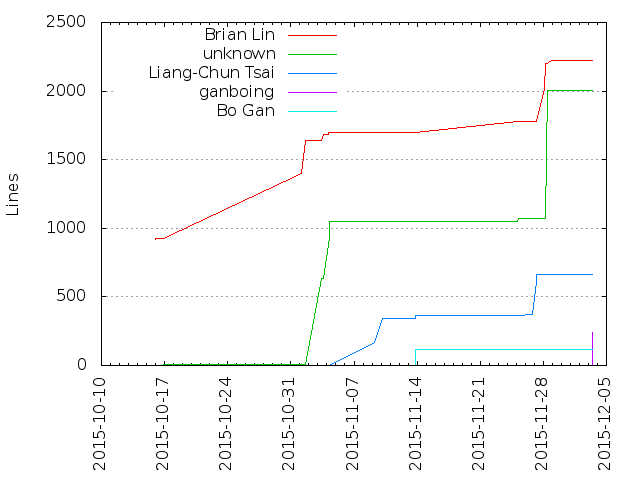 2500
2000
1500
1000
500
0
Lines
Brian Lin
unknown
Liang-Chun Tsai
ganboing
Bo Gan
2015-10-10
2015-10-17
2015-10-24
2015-10-31
2015-11-07
2015-11-14
2015-11-21
2015-11-28
2015-12-05